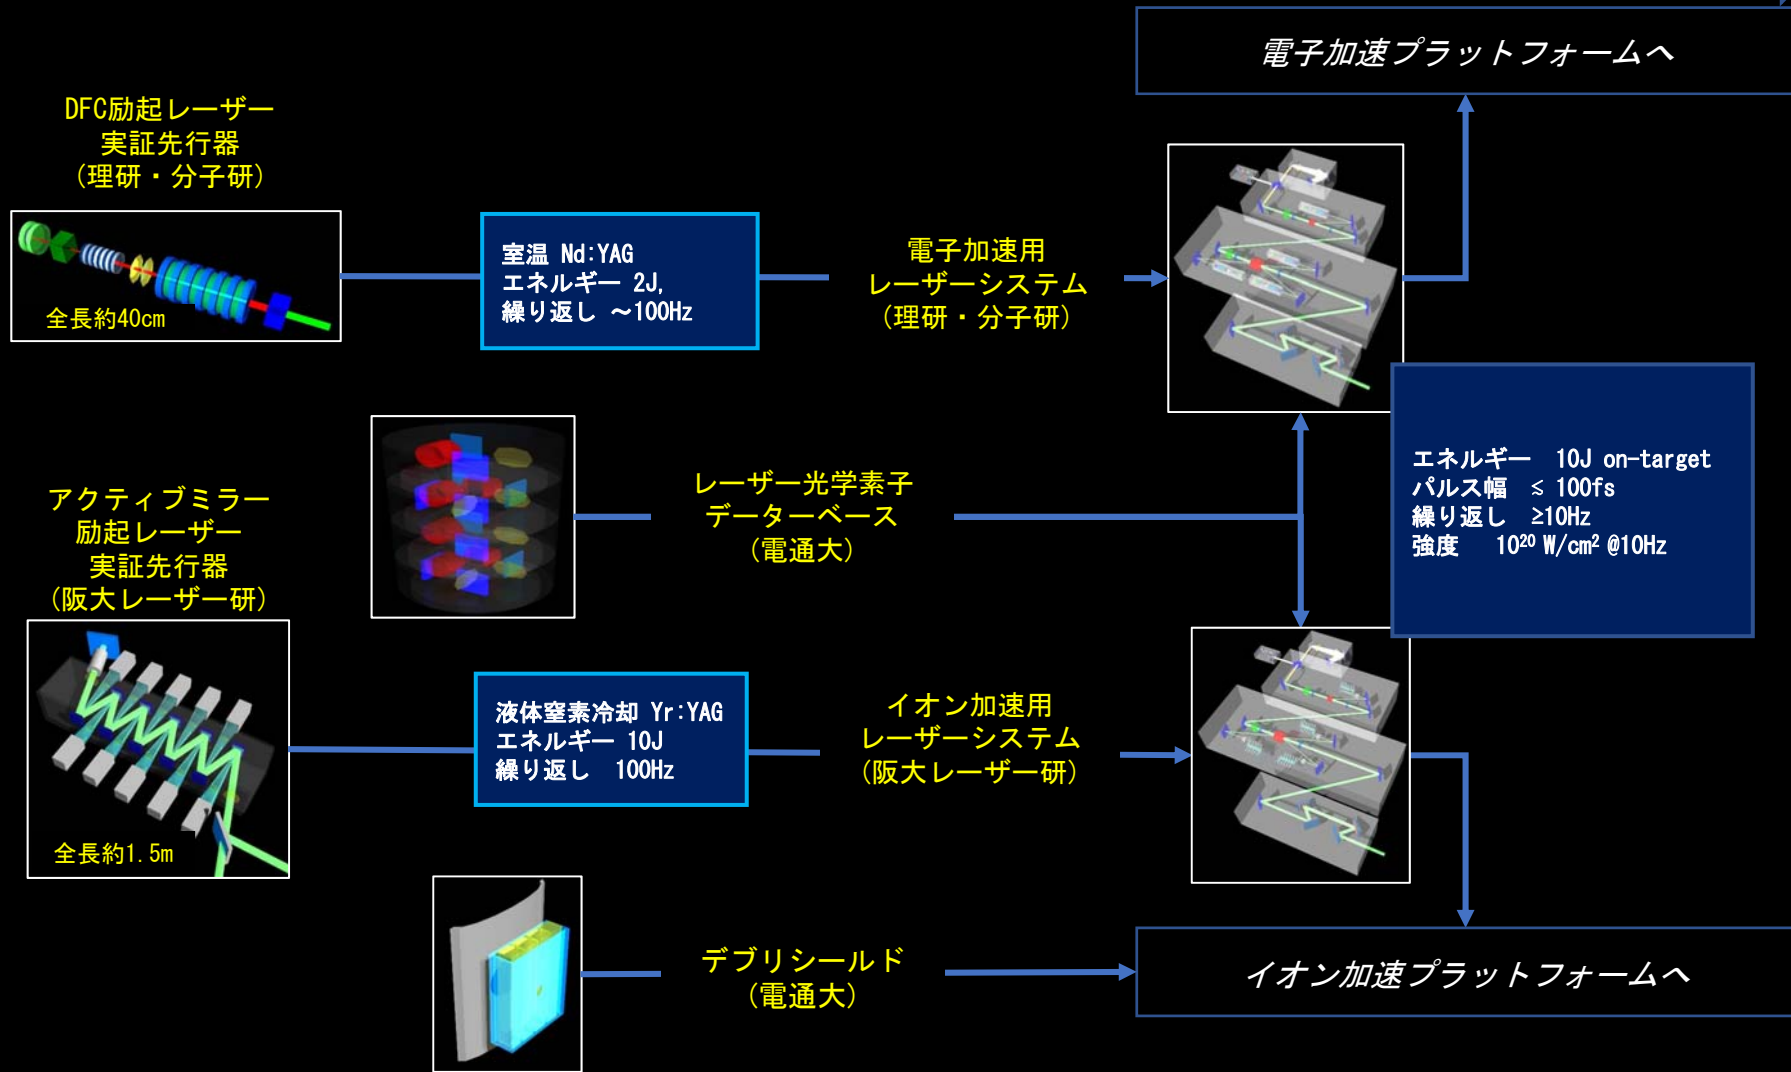 電子加速プラットフォームへ
DFC励起レーザー
実証先行器
（理研・分子研）
全長約40cm
室温 Nd:YAG
エネルギー 2J,
繰り返し ～100Hz
電子加速用
レーザーシステム
（理研・分子研）
エネルギー 10J on-target
パルス幅 ≦ 100fs
繰り返し ≥10Hz
強度 10²⁰ W/cm² @10Hz
レーザー光学素子
データーベース
（電通大）
アクティブミラー
励起レーザー
実証先行器
（阪大レーザー研）
全長約1.5m
液体窒素冷却 Yr:YAG
エネルギー 10J
繰り返し 100Hz
イオン加速用
レーザーシステム
（阪大レーザー研）
デブリシールド
（電通大）
イオン加速プラットフォームへ